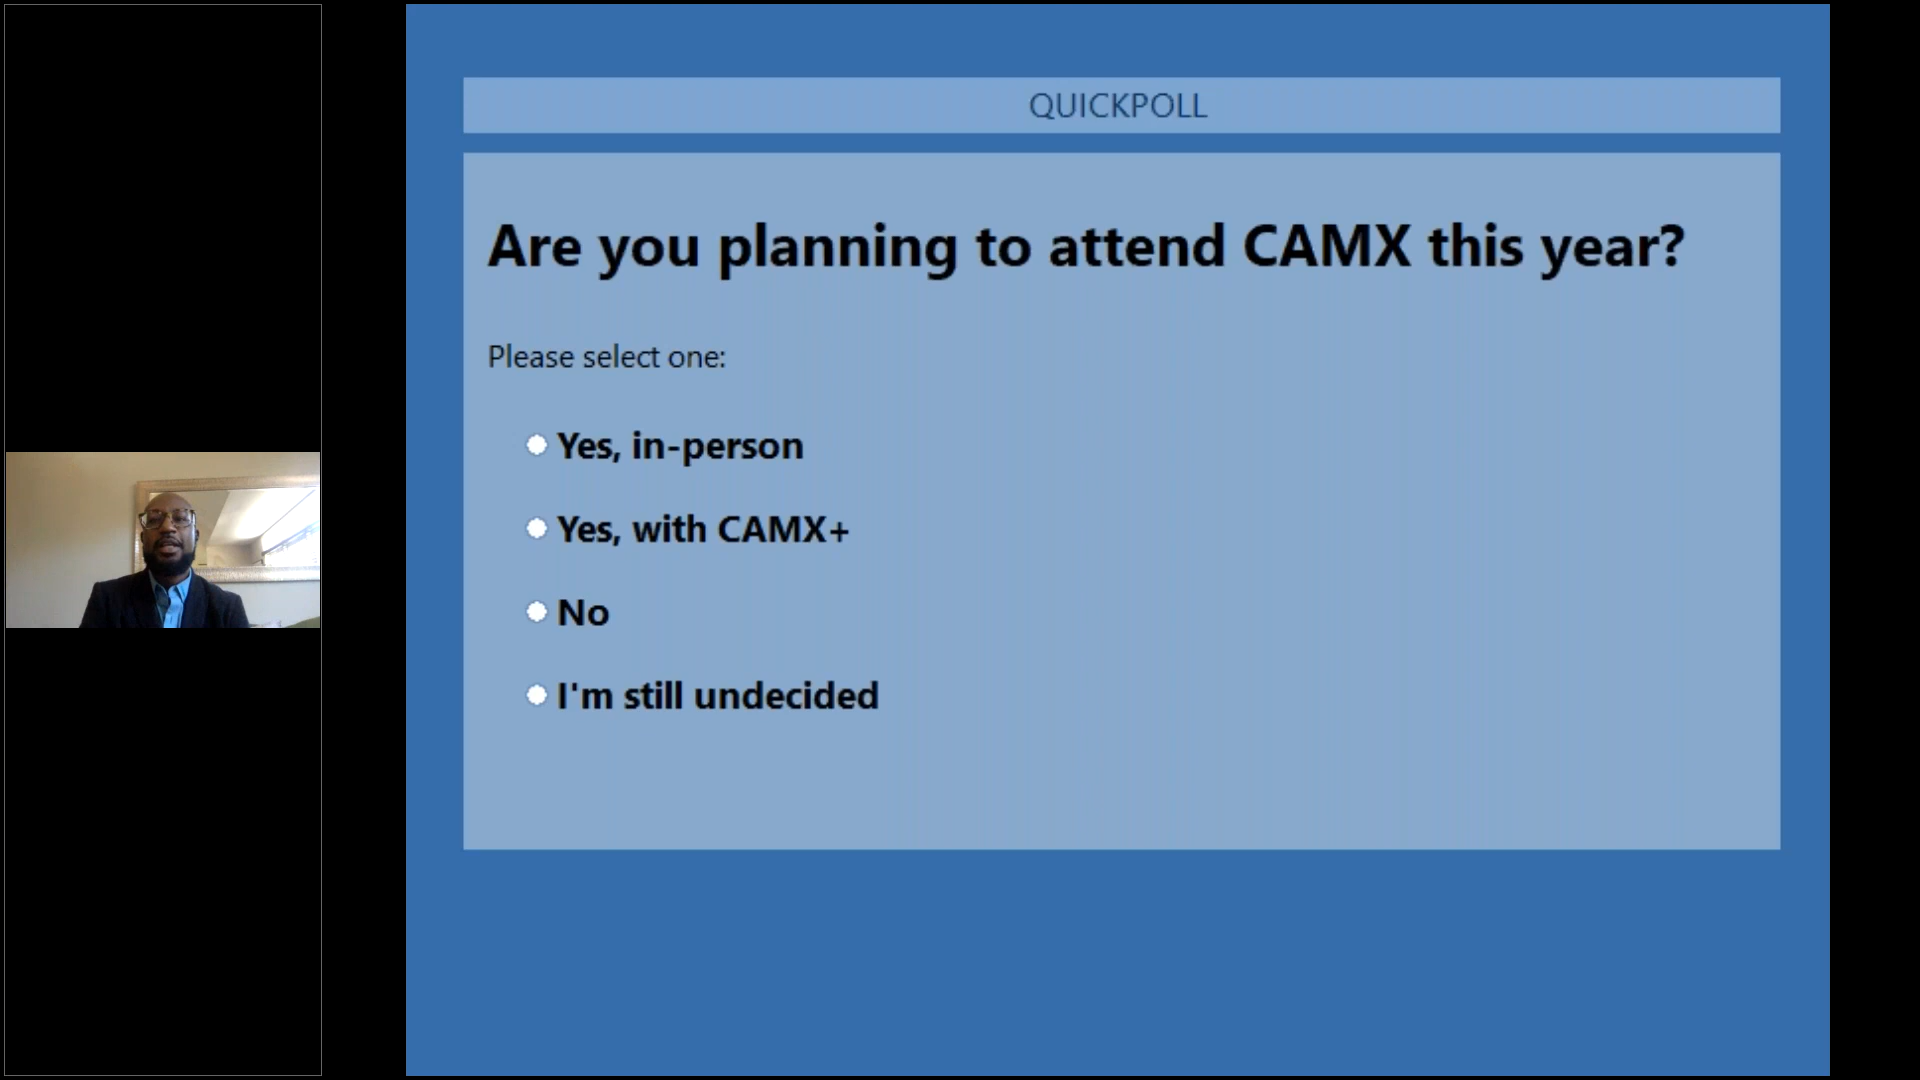 QUICKPOLL
Are you planning to attend CAMX this year?
Please select one:
Yes, in-person
Yes, with CAMX+
No
I'm still undecided